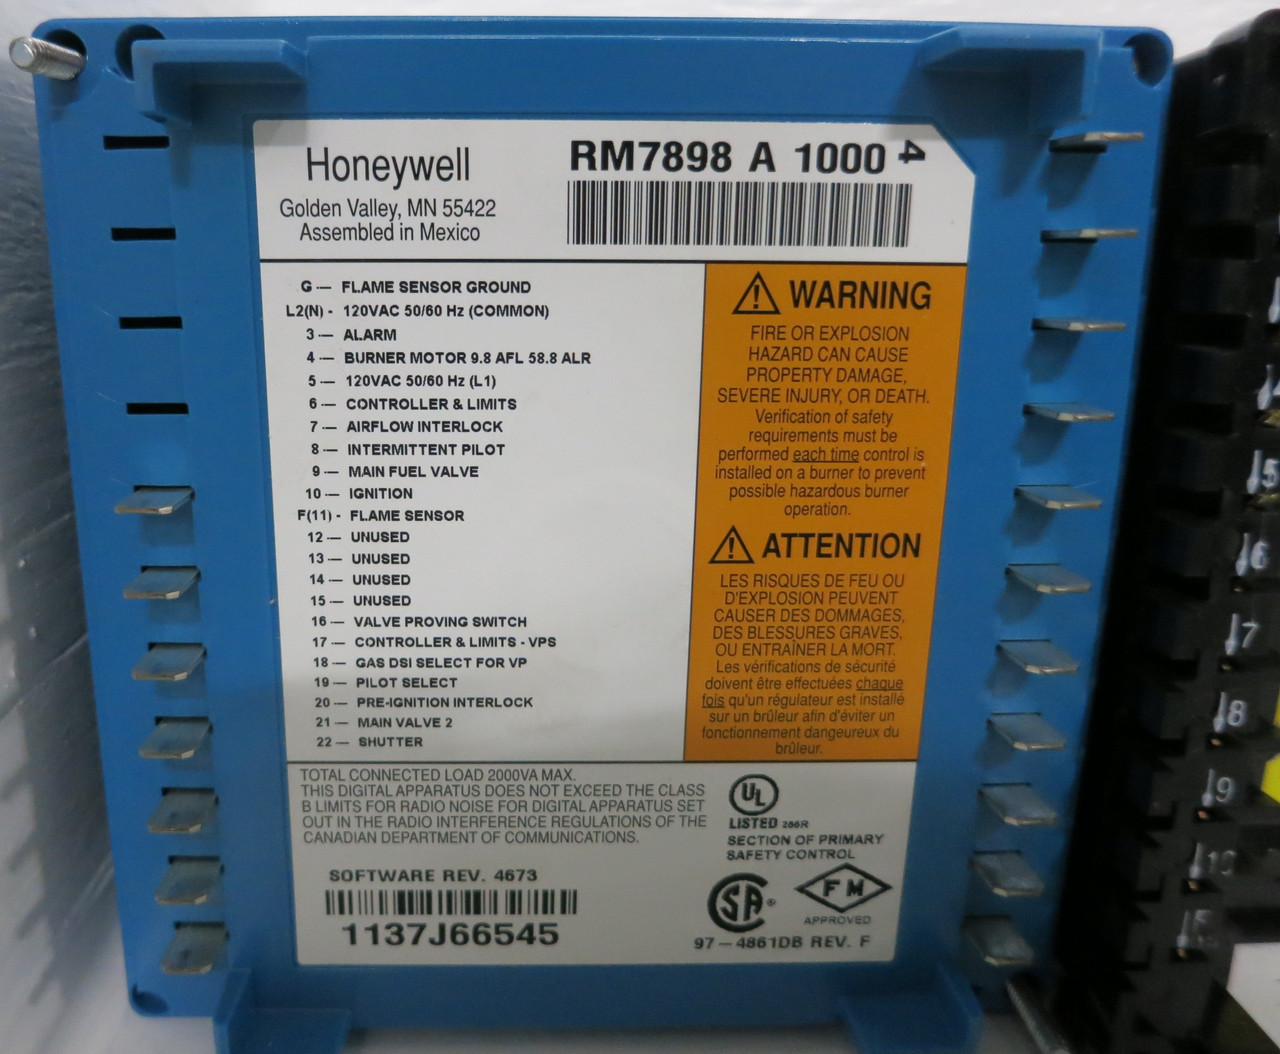 Honeywell
Golden Valley, MN 55422
Assembled in Mexico
RM7898 A 1000 4
G — FLAME SENSOR GROUND
L2(N) - 120VAC 50/60 Hz (COMMON)
3 — ALARM
4 — BURNER MOTOR 9.8 AFL 58.8 ALR
5 — 120VAC 50/60 Hz (L1)
6 — CONTROLLER & LIMITS
7 — AIRFLOW INTERLOCK
8 — INTERMITTENT PILOT
9 — MAIN FUEL VALVE
10 — IGNITION
F(11) - FLAME SENSOR
12 — UNUSED
13 — UNUSED
14 — UNUSED
15 — UNUSED
16 — VALVE PROVING SWITCH
17 — CONTROLLER & LIMITS - VPS
18 — GAS DSI SELECT FOR VP
19 — PILOT SELECT
20 — PRE-IGNITION INTERLOCK
21 — MAIN VALVE 2
22 — SHUTTER
WARNING
FIRE OR EXPLOSION
HAZARD CAN CAUSE
PROPERTY DAMAGE,
SEVERE INJURY, OR DEATH.
Verification of safety
requirements must be
performed each time control is
installed on a burner to prevent
possible hazardous burner
operation.
ATTENTION
LES RISQUES DE FEU OU
D'EXPLOSION PEUVENT
CAUSER DES DOMMAGES,
DES BLESSURES GRAVES,
OU ENTRAÎNER LA MORT.
Les vérifications de sécurité
doivent être effectuées chaque
fois qu'un régulateur est installé
sur un brûleur afin d'éviter un
fonctionnement dangeureux du
brûleur.
TOTAL CONNECTED LOAD 2000VA MAX.
THIS DIGITAL APPARATUS DOES NOT EXCEED THE CLASS
B LIMITS FOR RADIO NOISE FOR DIGITAL APPARATUS SET
OUT IN THE RADIO INTERFERENCE REGULATIONS OF THE
CANADIAN DEPARTMENT OF COMMUNICATIONS.
SOFTWARE REV. 4673
1137J66545
UL
LISTED 286R
SECTION OF PRIMARY
SAFETY CONTROL
SA
FM
APPROVED
97-4861DB REV. F
5
6
7
8
9
10